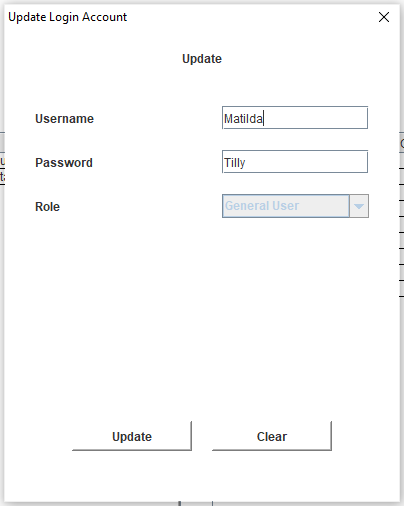 Update Login Account
Update
Username
Matilda
Password
Tilly
Role
General User
Update
Clear